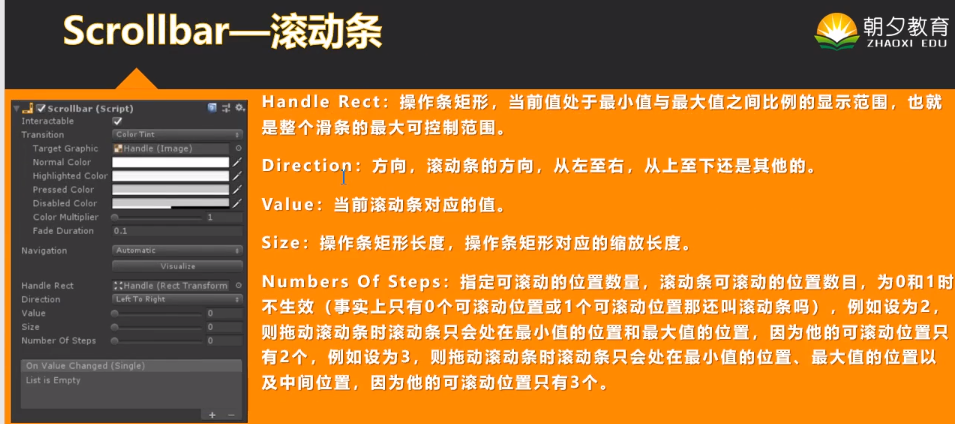 Scrollbar—滚动条
朝夕教育
ZHAOXI EDU
Scrollbar (Script)
Interactable
Transition Color Tint
Target Graphic Handle (Image)
Normal Color
Highlighted Color
Pressed Color
Disabled Color
Color Multiplier 1
Fade Duration 0.1
Navigation Automatic
Visualize
Handle Rect Handle (Rect Transform
Direction Left To Right
Value 0
Size 0
Number Of Steps 0
On Value Changed (Single)
List is Empty
Handle Rect：操作条矩形，当前值处于最小值与最大值之间比例的显示范围，也就
是整个滑条的最大可控制范围。
Direction：方向，滚动条的方向，从左至右，从上至下还是其他的。
Value：当前滚动条对应的值。
Size：操作条矩形长度，操作条矩形对应的缩放长度。
Numbers Of Steps：指定可滚动的位置数量，滚动条可滚动的位置数目，为0和1时
不生效（事实上只有0个可滚动位置或1个可滚动位置那还叫滚动条吗），例如设为2，
则拖动滚动条时滚动条只会处在最小值的位置和最大值的位置，因为他的可滚动位置只
有2个，例如设为3，则拖动滚动条时滚动条只会处在最小值的位置、最大值的位置以
及中间位置，因为他的可滚动位置只有3个。